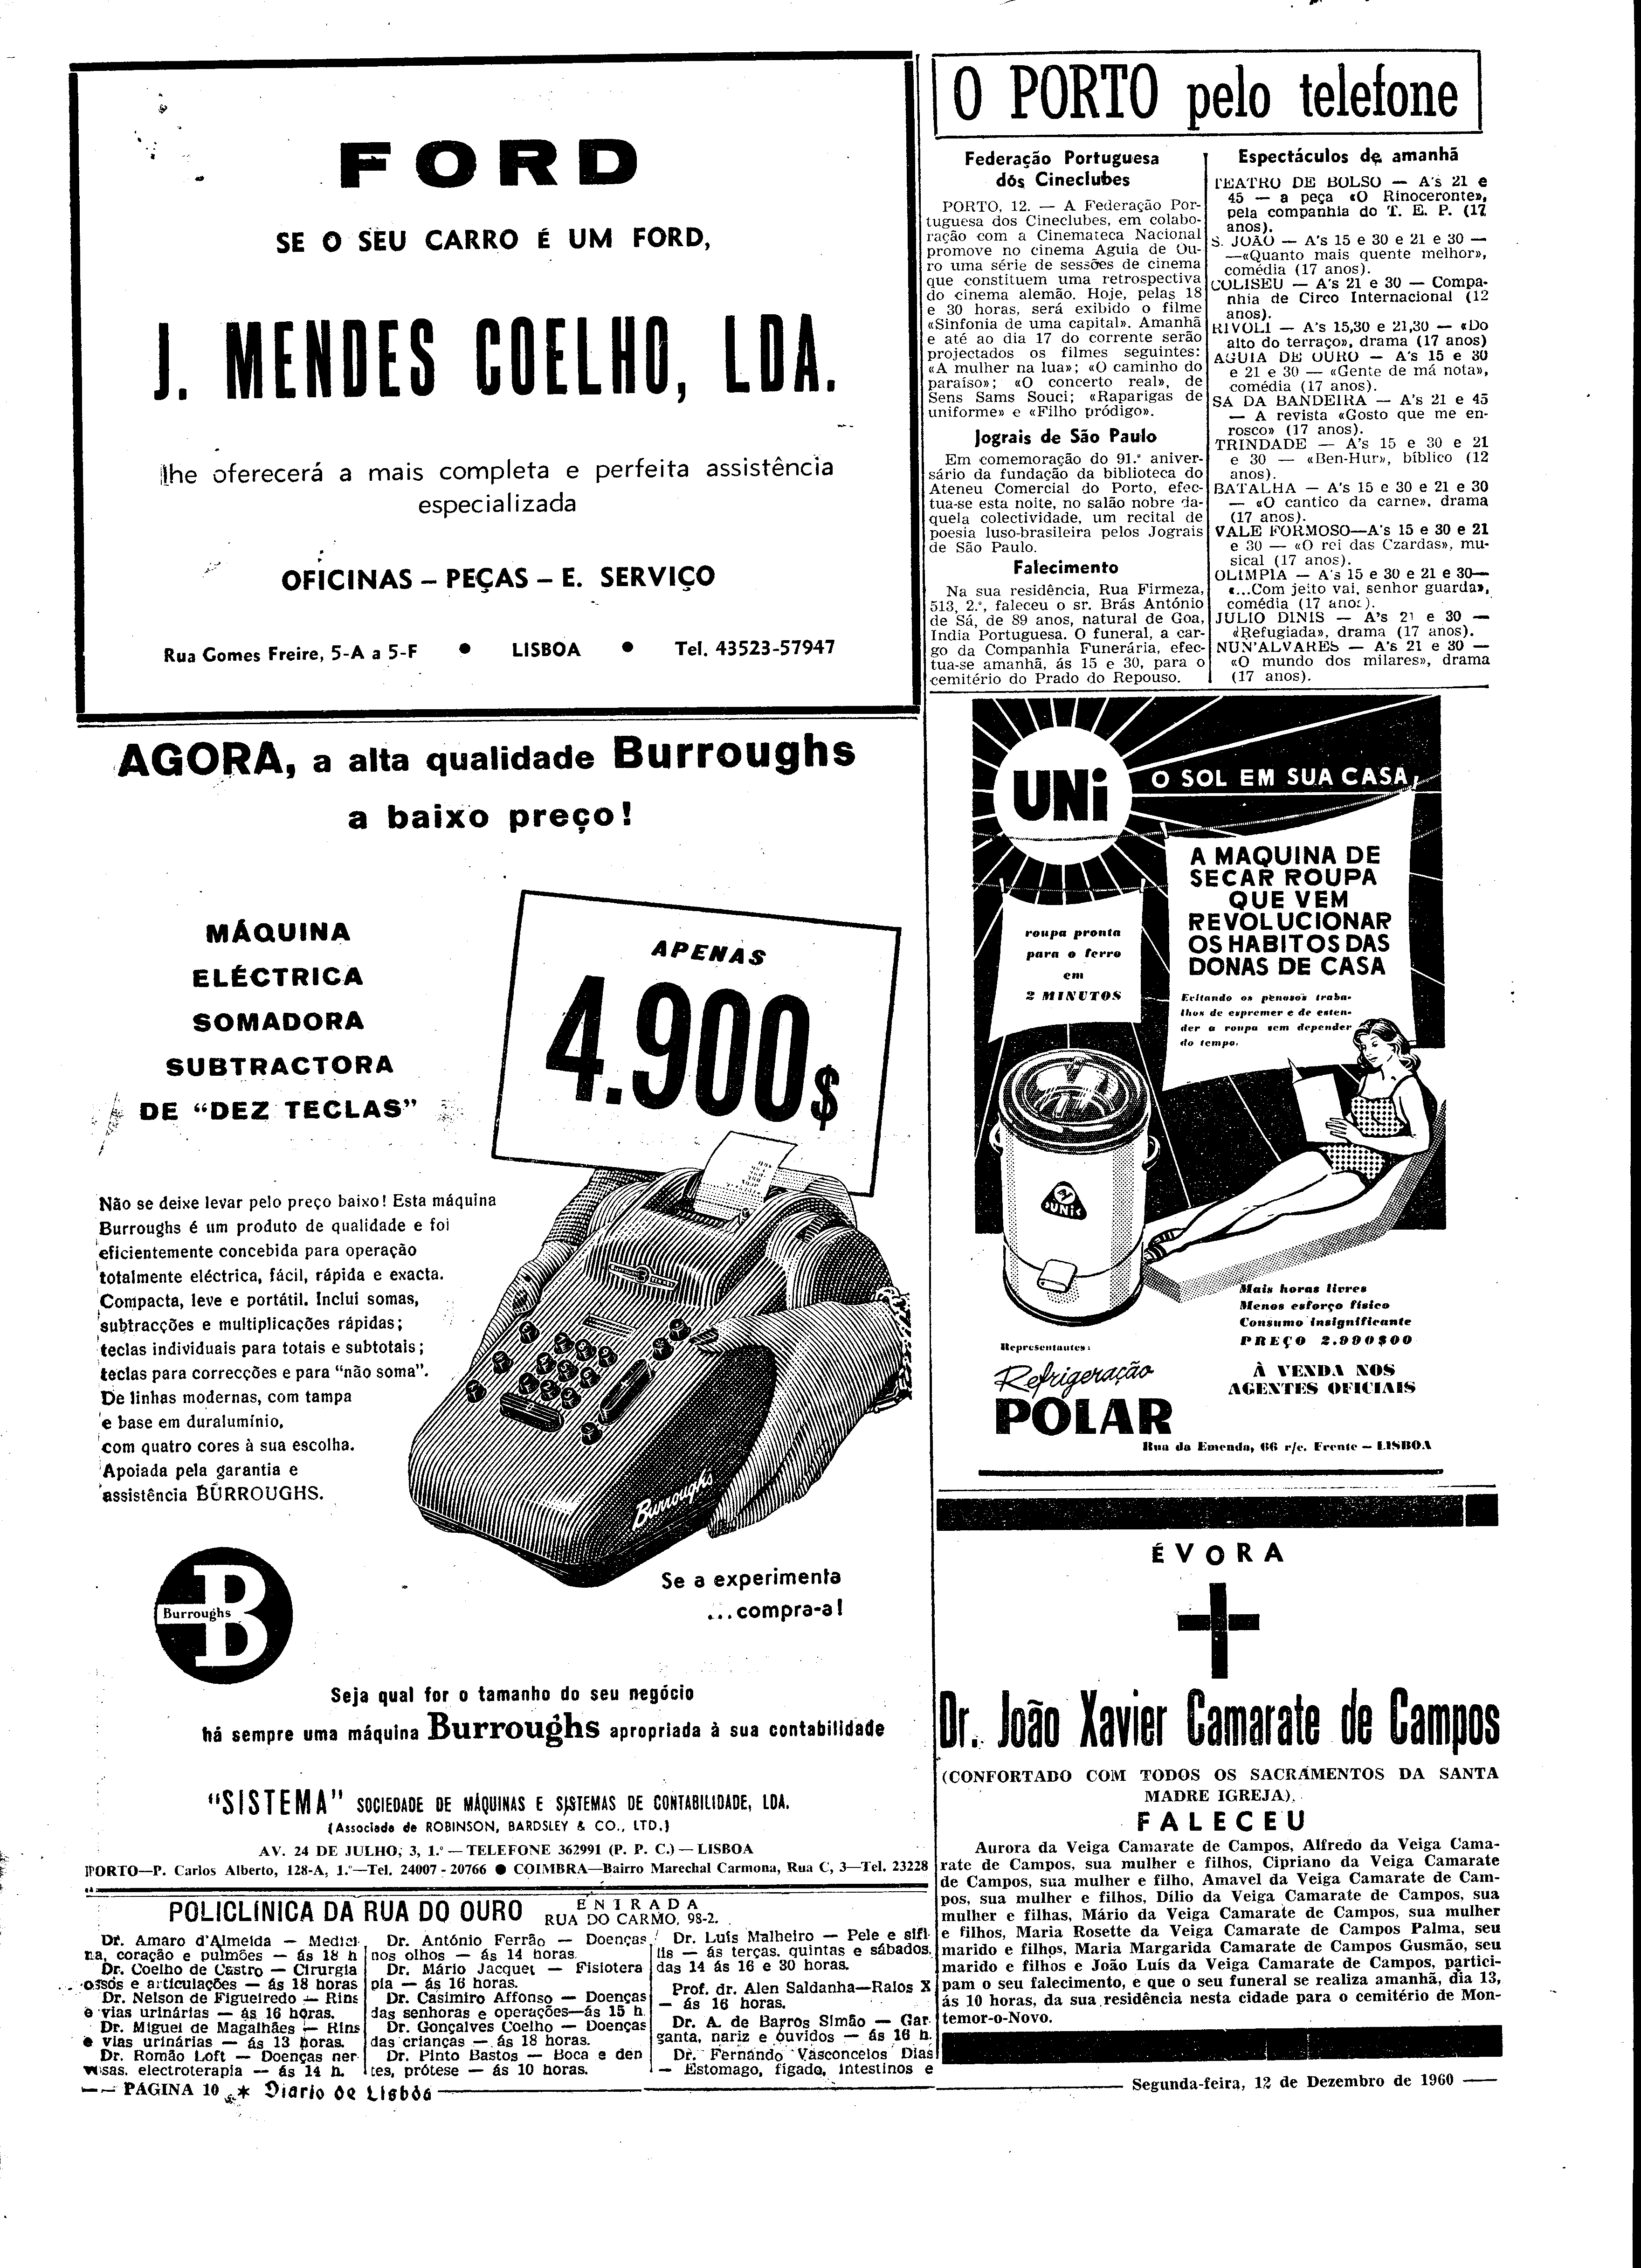 FORD
SE O SEU CARRO É UM FORD,
J. MENDES COELHO, LDA.
lhe oferecerá a mais completa e perfeita assistência
especializada
OFICINAS – PEÇAS – E. SERVIÇO
Rua Gomes Freire, 5-A a 5-F • LISBOA • Tel. 43523-57947
AGORA, a alta qualidade Burroughs
a baixo preço!
MÁQUINA
ELÉCTRICA
SOMADORA
SUBTRACTORA
DE “DEZ TECLAS”
APENAS
4.900$
Não se deixe levar pelo preço baixo! Esta máquina
Burroughs é um produto de qualidade e foi
eficientemente concebida para operação
totalmente eléctrica, fácil, rápida e exacta.
Compacta, leve e portátil. Inclui somas,
subtracções e multiplicações rápidas;
teclas individuais para totais e subtotais;
teclas para correcções e para “não soma”.
De linhas modernas, com tampa
e base em duralumínio,
com quatro cores à sua escolha.
Apoiada pela garantia e
assistência BURROUGHS.
Burroughs
B
Burroughs
Se a experimenta
...compra-a!
Seja qual for o tamanho do seu negócio
há sempre uma máquina Burroughs apropriada à sua contabilidade
“SISTEMA” SOCIEDADE DE MÁQUINAS E SISTEMAS DE CONTABILIDADE, LDA.
(Associada de ROBINSON, BARDSLEY & CO., LTD.)
AV. 24 DE JULHO, 3, 1.º — TELEFONE 362991 (P. P. C.) — LISBOA
PORTO—P. Carlos Alberto, 128-A, 1.º—Tel. 24007 - 20766 ● COIMBRA—Bairro Marechal Carmona, Rua C, 3—Tel. 23228
POLICLÍNICA DA RUA DO OURO
ENTRADA
RUA DO CARMO, 98-2.
Dr. Amaro d'Almeida — Medici
na, coração e pulmões — ás 18 h
Dr. Coelho de Castro — Cirurgia
ossos e articulações — ás 18 horas
Dr. Nelson de Figueiredo — Rins
e vias urinárias — ás 16 horas.
Dr. Miguel de Magalhães — Rins
e vias urinárias — ás 13 horas.
Dr. Romão Loft — Doenças ner
vosas, electroterapia — ás 14 h.
Dr. António Ferrão — Doenças
nos olhos — ás 14 horas.
Dr. Mário Jacquet — Fisiotera
pia — ás 16 horas.
Dr. Casimiro Affonso — Doenças
das senhoras e operações—ás 15 h
Dr. Gonçalves Coelho — Doenças
das crianças — ás 18 horas.
Dr. Pinto Bastos — Boca e den
tes, prótese — ás 10 horas.
Dr. Luís Malheiro — Pele e sifi-
lis — ás terças, quintas e sábados,
das 14 ás 16 e 30 horas.
Prof. dr. Alen Saldanha—Raios X
— ás 16 horas.
Dr. A. de Barros Simão — Gar
ganta, nariz e ouvidos — ás 16 h.
Dr. Fernando Vasconcelos Dias
— Estomago, fígado, intestinos e
O PORTO pelo telefone
Federação Portuguesa
dos Cineclubes
PORTO, 12. — A Federação Por-
tuguesa dos Cineclubes, em colabo-
ração com a Cinemateca Nacional
promove no cinema Aguia de Ou-
ro uma série de sessões de cinema
que constituem uma retrospectiva
do cinema alemão. Hoje, pelas 18
e 30 horas, será exibido o filme
«Sinfonia de uma capital». Amanhã
e até ao dia 17 do corrente serão
projectados os filmes seguintes:
«A mulher na lua»; «O caminho do
paraíso»; «O concerto real», de
Sens Sams Souci; «Raparigas de
uniforme» e «Filho pródigo».
Jograis de São Paulo
Em comemoração do 91.º aniver-
sário da fundação da biblioteca do
Ateneu Comercial do Porto, efec-
tua-se esta noite, no salão nobre da-
quela colectividade, um recital de
poesia luso-brasileira pelos Jograis
de São Paulo.
Falecimento
Na sua residência, Rua Firmeza,
513, 2.º, faleceu o sr. Brás António
de Sá, de 89 anos, natural de Goa,
India Portuguesa. O funeral, a car-
go da Companhia Funerária, efec-
tua-se amanhã, ás 15 e 30, para o
cemitério do Prado do Repouso.
Espectáculos de amanhã
TEATRO DE BOLSO — A's 21 e
45 — a peça «O Rinoceronte»,
pela companhia do T. E. P. (17
anos).
S. JOÃO — A's 15 e 30 e 21 e 30 —
—«Quanto mais quente melhor»,
comédia (17 anos).
COLISEU — A's 21 e 30 — Compa-
nhia de Circo Internacional (12
anos).
RIVOLI — A's 15,30 e 21,30 — «Do
alto do terraço», drama (17 anos)
AGUIA DE OURO — A's 15 e 30
e 21 e 30 — «Gente de má nota»,
comédia (17 anos).
SÁ DA BANDEIRA — A's 21 e 45
— A revista «Gosto que me en-
rosco» (17 anos).
TRINDADE — A's 15 e 30 e 21
e 30 — «Ben-Hur», bíblico (12
anos).
BATALHA — A's 15 e 30 e 21 e 30
— «O cantico da carne», drama
(17 anos).
VALE FORMOSO—A's 15 e 30 e 21
e 30 — «O rei das Czardas», mu-
sical (17 anos).
OLIMPIA — A's 15 e 30 e 21 e 30—
«...Com jeito vai, senhor guarda»,
comédia (17 anos).
JULIO DINIS — A's 21 e 30 —
«Refugiada», drama (17 anos).
NUN'ALVARES — A's 21 e 30 —
«O mundo dos milares», drama
(17 anos).
UNi
O SOL EM SUA CASA
A MAQUINA DE
SECAR ROUPA
QUE VEM
REVOLUCIONAR
OS HABITOS DAS
DONAS DE CASA
roupa pronta
para o ferro
em
2 MINUTOS
Evitando os penosos traba-
lhos de espremer e de esten-
der a roupa sem depender
do tempo.
UNi
Mais horas livres
Menos esforço físico
Consumo insignificante
PREÇO 2.990$00
Representantes:
Refrigeração
POLAR
À VENDA NOS
AGENTES OFICIAIS
Rua da Emenda, 66 r/c. Frente – LISBOA
ÉVORA
Dr. João Xavier Camarate de Campos
(CONFORTADO COM TODOS OS SACRAMENTOS DA SANTA
MADRE IGREJA).
FALECEU
Aurora da Veiga Camarate de Campos, Alfredo da Veiga Cama-
rate de Campos, sua mulher e filhos, Cipriano da Veiga Camarate
de Campos, sua mulher e filho, Amavel da Veiga Camarate de Cam-
pos, sua mulher e filhos, Dílio da Veiga Camarate de Campos, sua
mulher e filhas, Mário da Veiga Camarate de Campos, sua mulher
e filhos, Maria Rosette da Veiga Camarate de Campos Palma, seu
marido e filhos, Maria Margarida Camarate de Campos Gusmão, seu
marido e filhos e João Luís da Veiga Camarate de Campos, partici-
pam o seu falecimento, e que o seu funeral se realiza amanhã, dia 13,
ás 10 horas, da sua residência nesta cidade para o cemitério de Mon-
temor-o-Novo.
—— PÁGINA 10 * Diario de Lisbôa —— Segunda-feira, 12 de Dezembro de 1960 ——